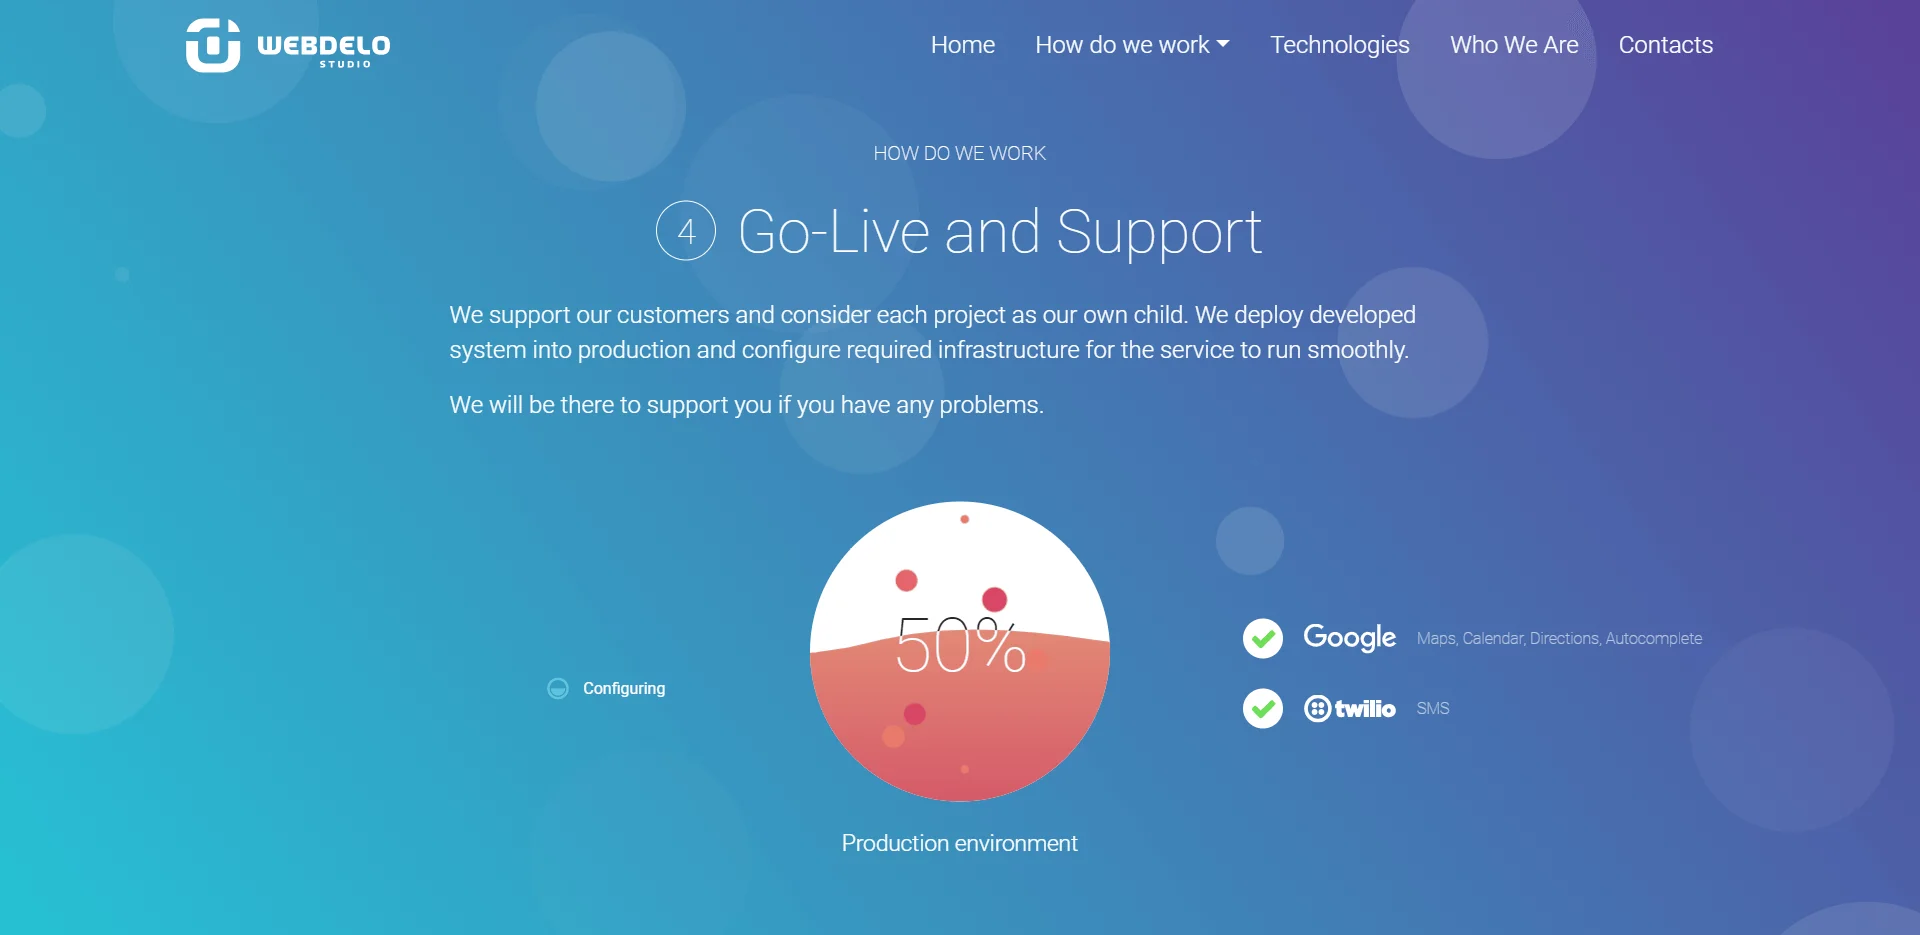 WEBDELO
STUDIO
Home How do we work Technologies Who We Are Contacts
HOW DO WE WORK
4 Go-Live and Support
We support our customers and consider each project as our own child. We deploy developed
system into production and configure required infrastructure for the service to run smoothly.
We will be there to support you if you have any problems.
50%
Google Maps, Calendar, Directions, Autocomplete
Configuring
twilio SMS
Production environment